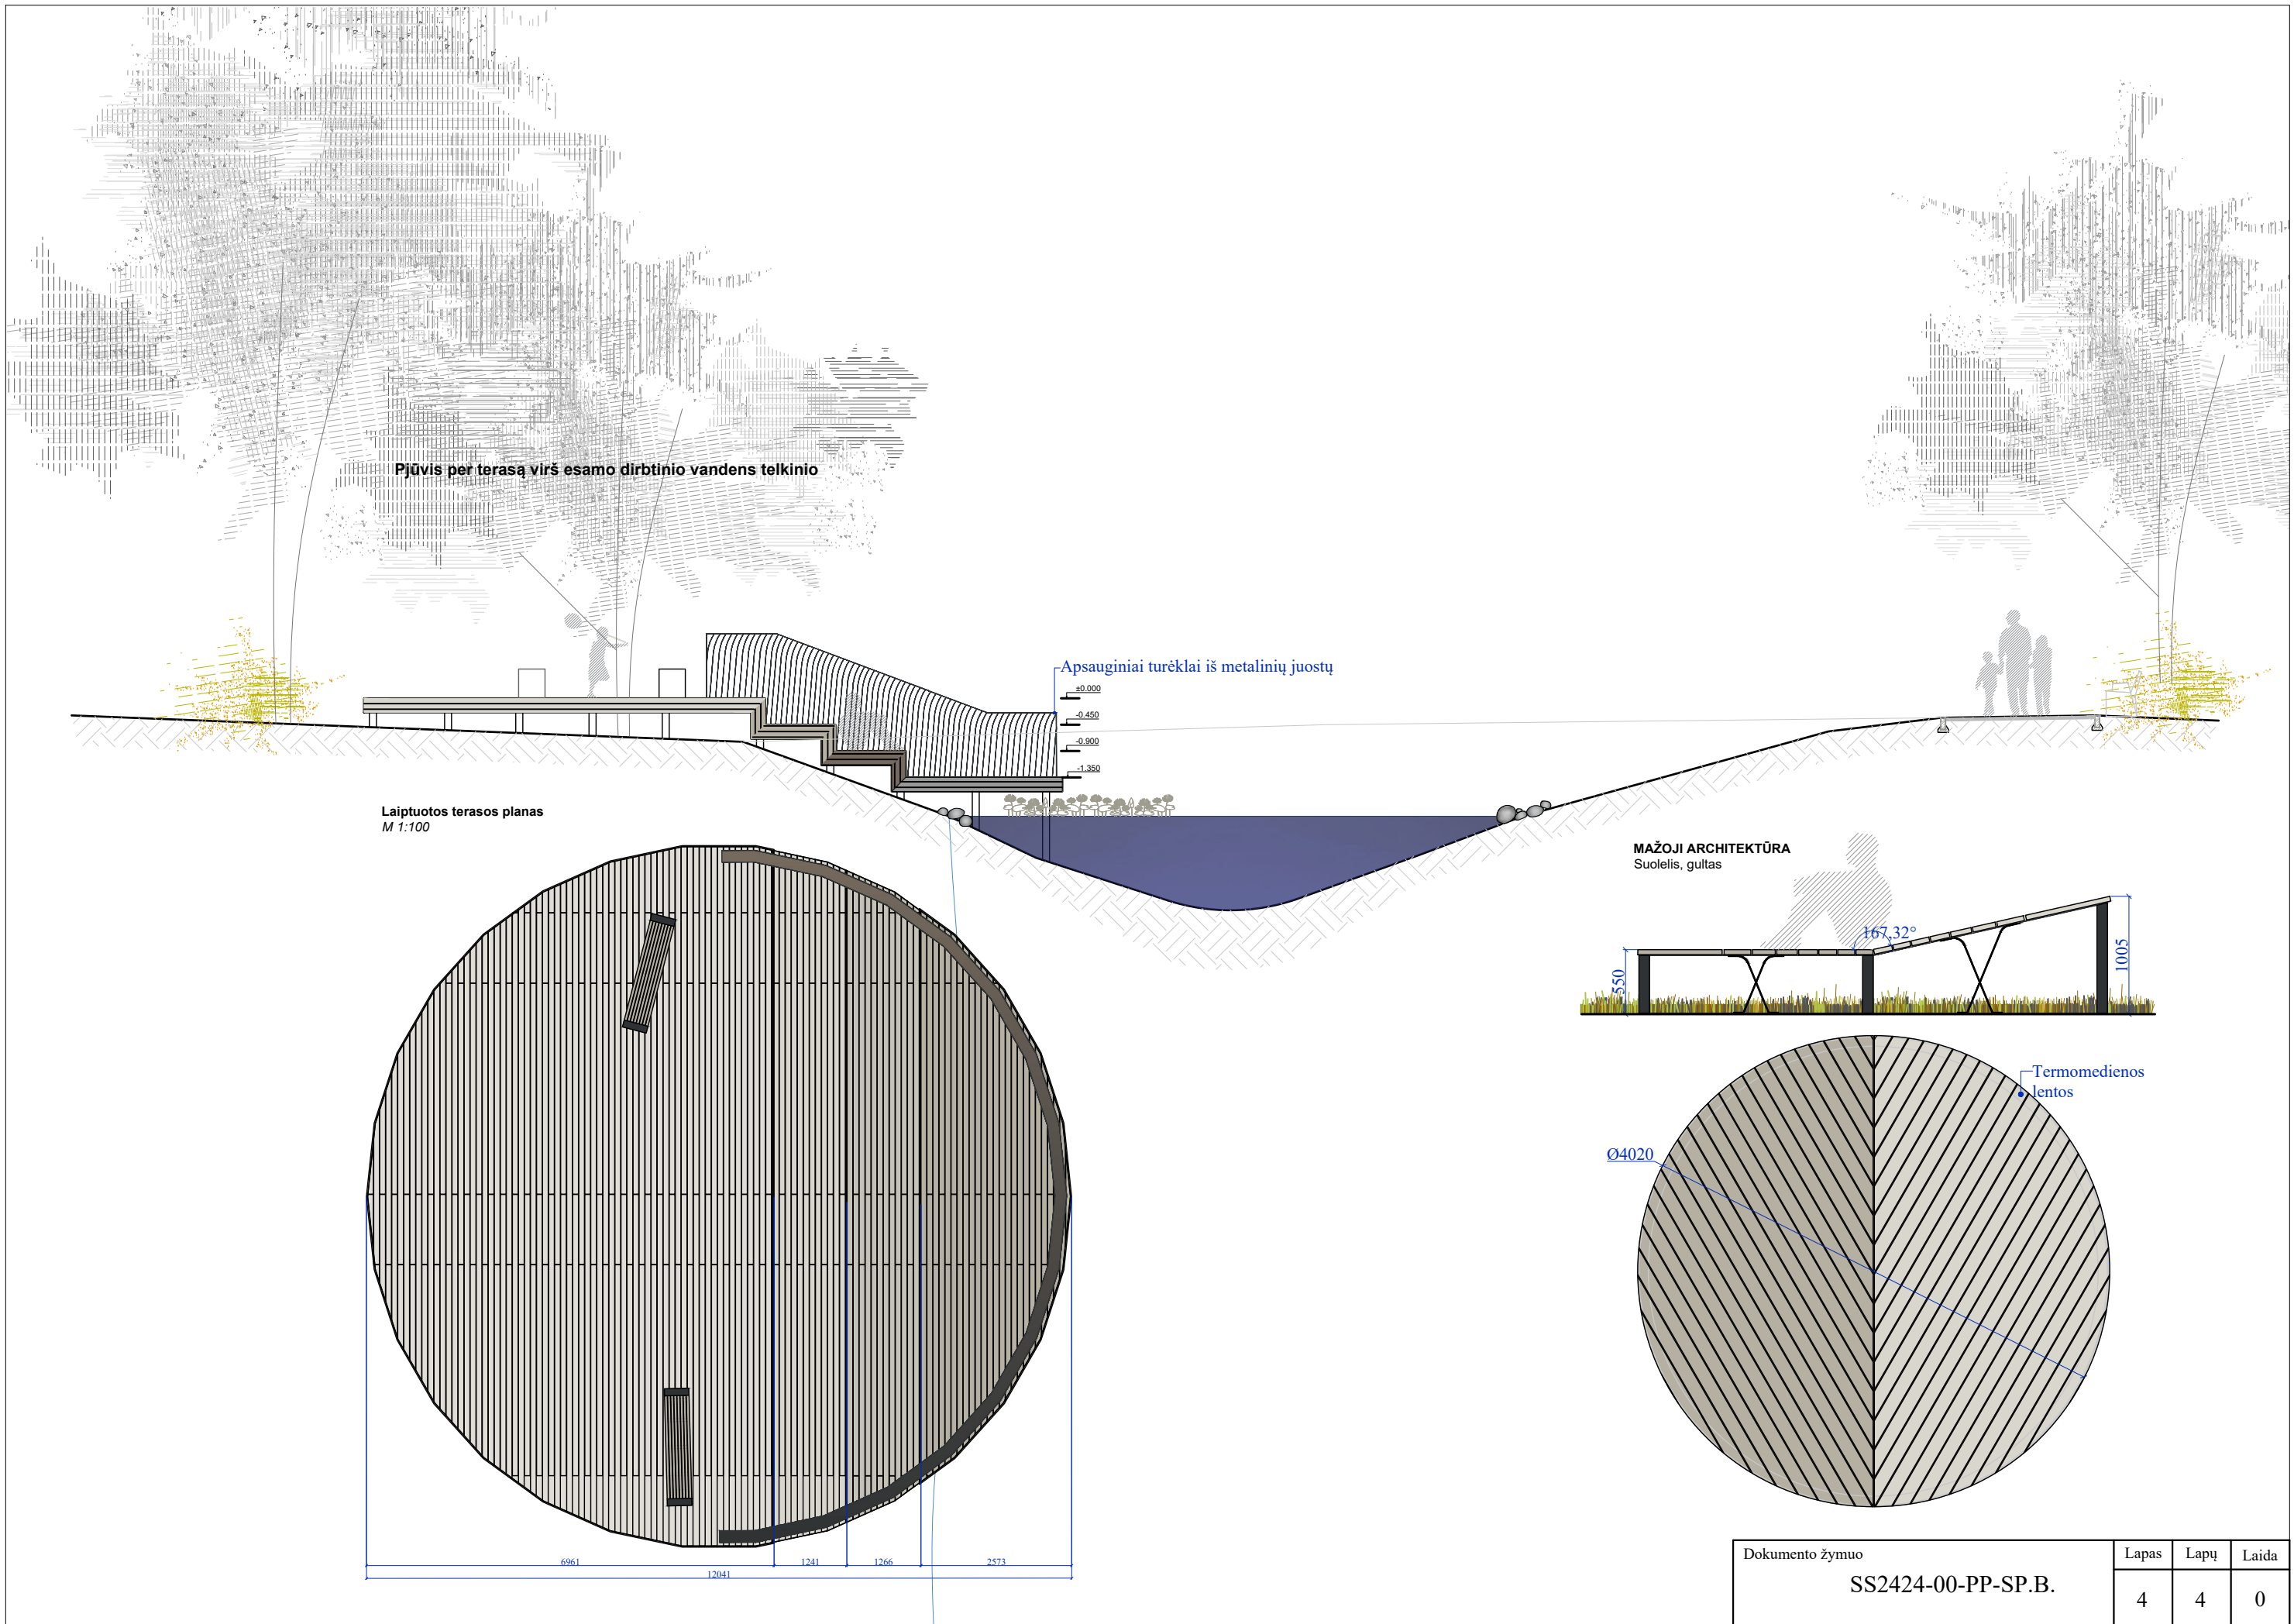 Pjūvis per terasą virš esamo dirbtinio vandens telkinio
Apsauginiai turėklai iš metalinių juostų
±0.000
-0.450
-0.900
-1.350
Laiptuotos terasos planas
M 1:100
MAŽOJI ARCHITEKTŪRA
Suolelis, gultas
167,32°
550
1005
Termomedienos
lentos
Ø4020
6961
1241
1266
2573
12041
Dokumento žymuo
SS2424-00-PP-SP.B.
Lapas
Lapų
Laida
4
4
0